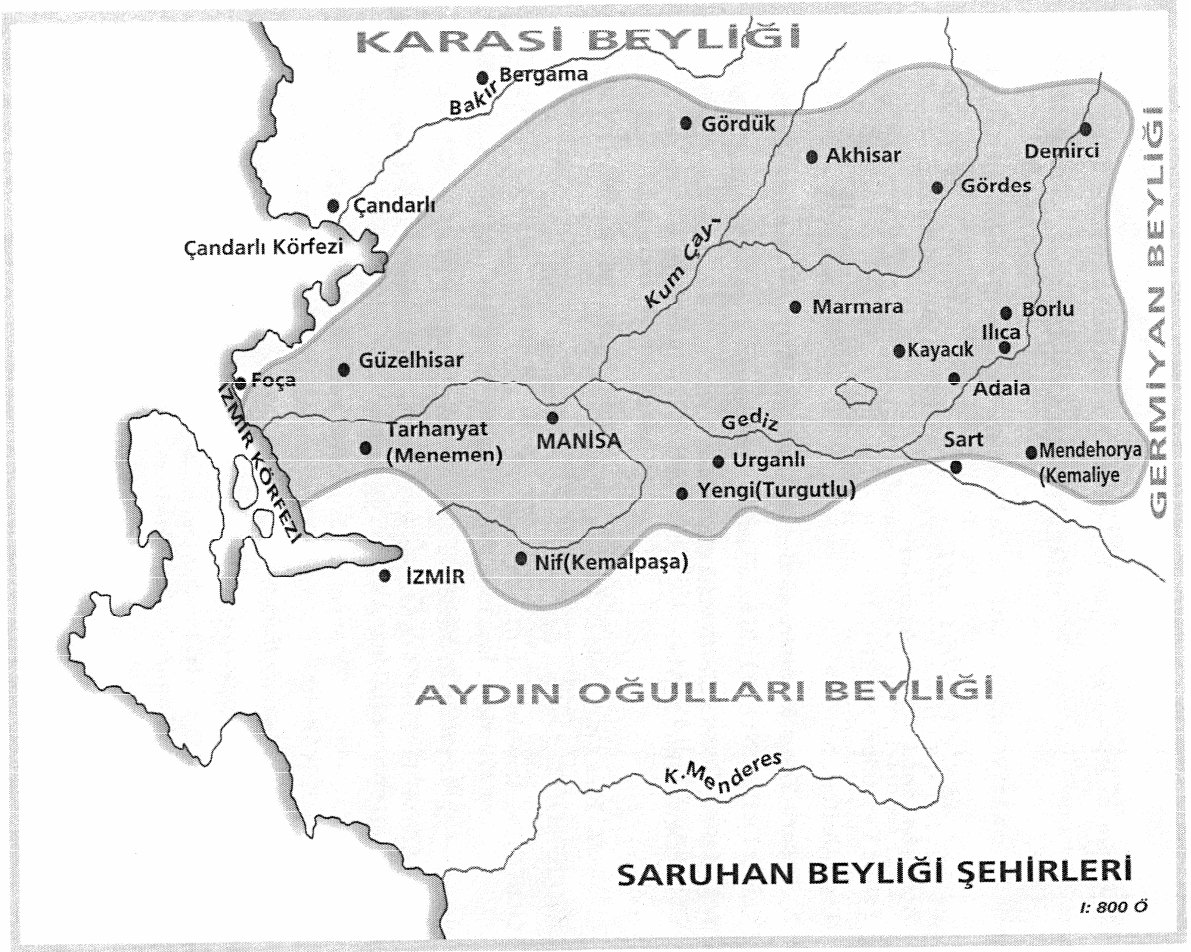 KARASİ BEYLİĞİ
Bergama
Bakır
Gördük
Akhisar
Demirci
Gördes
Çandarlı
Çandarlı Körfezi
Kum Çayı
GERMİYAN BEYLİĞİ
Marmara
Borlu
Ilıca
Kayacık
Adala
Güzelhisar
Foça
İZMİR KÖRFEZİ
Tarhanyat
(Menemen)
MANİSA
Gediz
Sart
Mendehorya
(Kemaliye
Urganlı
Yengi(Turgutlu)
Nif(Kemalpaşa)
İZMİR
AYDIN OĞULLARI BEYLİĞİ
K.Menderes
SARUHAN BEYLİĞİ ŞEHİRLERİ
I: 800 Ö